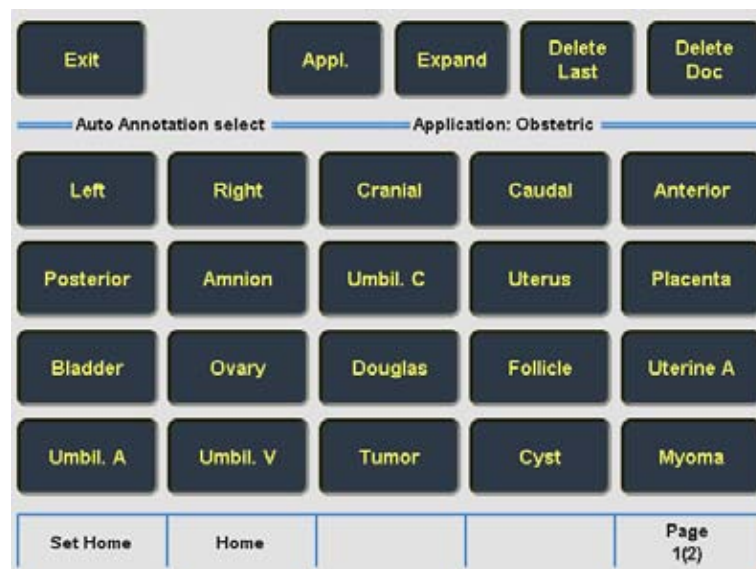 Exit Appl. Expand Delete Last Delete Doc
Auto Annotation select Application: Obstetric
Left Right Cranial Caudal Anterior
Posterior Amnion Umbil. C Uterus Placenta
Bladder Ovary Douglas Follicle Uterine A
Umbil. A Umbil. V Tumor Cyst Myoma
Set Home Home Page 1(2)